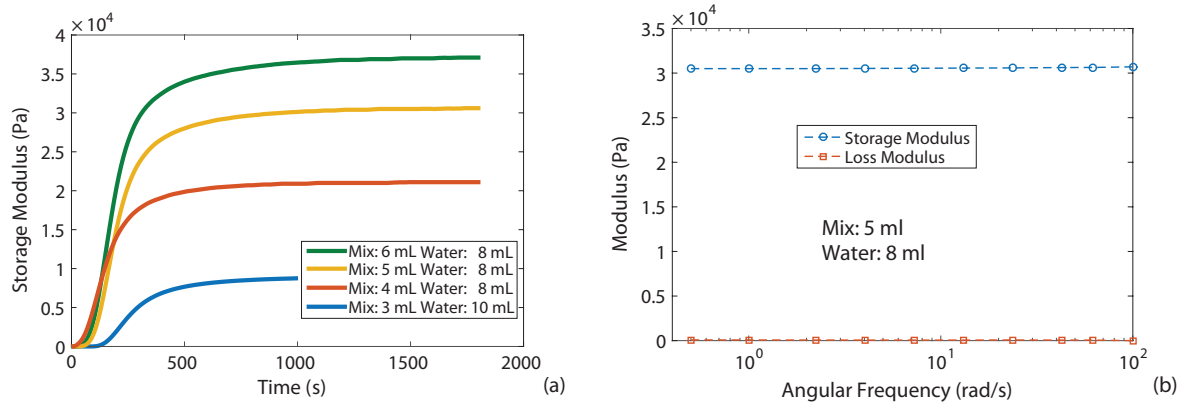 × 10⁴
4
3.5
3
2.5
2
1.5
1
0.5
0
Storage Modulus (Pa)
Mix: 6 mL Water: 8 mL
Mix: 5 mL Water: 8 mL
Mix: 4 mL Water: 8 mL
Mix: 3 mL Water: 10 mL
0 500 1000 1500 2000
Time (s)
(a)
× 10⁴
3.5
3
2.5
2
1.5
1
0.5
0
Modulus (Pa)
Storage Modulus
Loss Modulus
Mix: 5 ml
Water: 8 ml
10⁰ 10¹ 10²
Angular Frequency (rad/s)
(b)